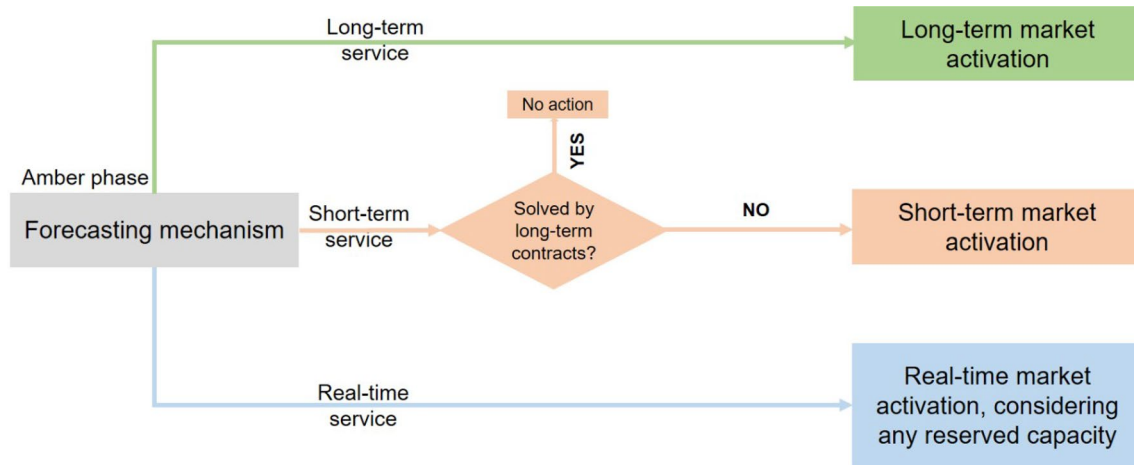 Long-term
service
Long-term market
activation
No action
YES
Amber phase
Forecasting mechanism
Short-term
service
Solved by
long-term
contracts?
NO
Short-term market
activation
Real-time
service
Real-time market
activation, considering
any reserved capacity